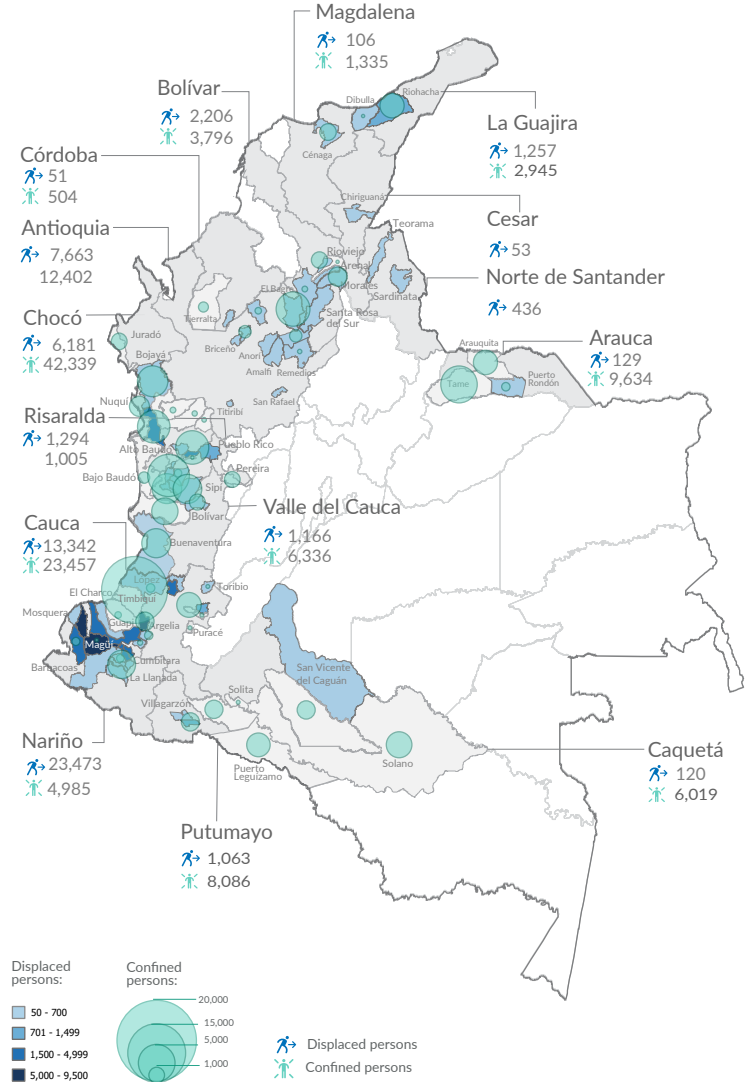 Magdalena
106
1,335
Bolívar
2,206
3,796
Riohacha
Dibulla
La Guajira
1,257
2,945
Córdoba
51
504
Cénaga
Chiriguaná
Cesar
53
Antioquia
7,663
12,402
Teorama
Rioviejo
Arenal
Morales
El Bagre
Sardinata
Norte de Santander
436
Santa Rosa
del Sur
Tierralta
Chocó
6,181
42,339
Juradó
Bojayá
Briceño
Anorí
Amalfi
Remedios
Arauquita
Arauca
129
9,634
Tame
Puerto
Rondón
San Rafael
Titiribí
Nuquí
Risaralda
1,294
1,005
Alto Baudó
Pueblo Rico
Pereira
Bajo Baudó
Sipí
Bolívar
Valle del Cauca
1,166
6,336
Cauca
13,342
23,457
Buenaventura
López
Toribío
El Charco
Timbiquí
Mosquera
Guapi
Argelia
Puracé
Magüí
Barbacoas
Cumbitara
La Llanada
San Vicente
del Caguán
Solita
Villagarzón
Nariño
23,473
4,985
Puerto
Leguízamo
Solano
Caquetá
120
6,019
Putumayo
1,063
8,086
Displaced
persons:
50 - 700
701 - 1,499
1,500 - 4,999
5,000 - 9,500
Confined
persons:
20,000
15,000
5,000
1,000
Displaced persons
Confined persons